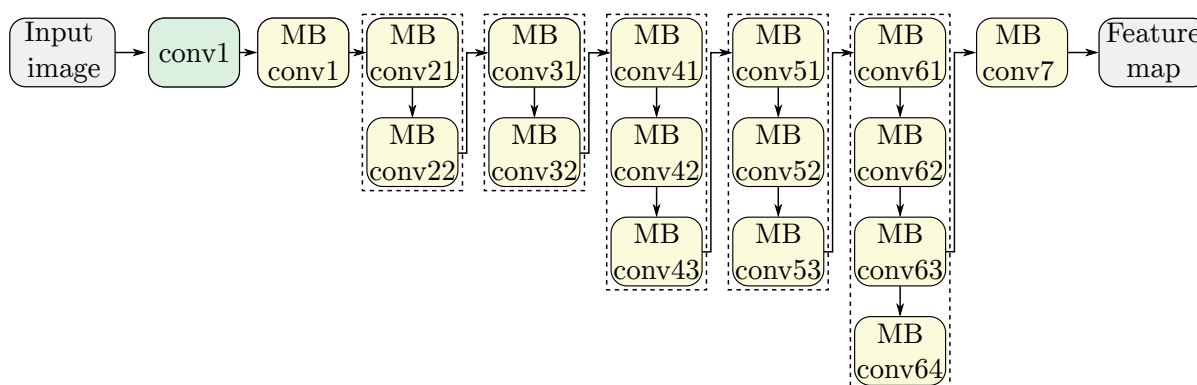 Input
image
conv1
MB
conv1
MB
conv21
MB
conv22
MB
conv31
MB
conv32
MB
conv41
MB
conv42
MB
conv43
MB
conv51
MB
conv52
MB
conv53
MB
conv61
MB
conv62
MB
conv63
MB
conv64
MB
conv7
Feature
map